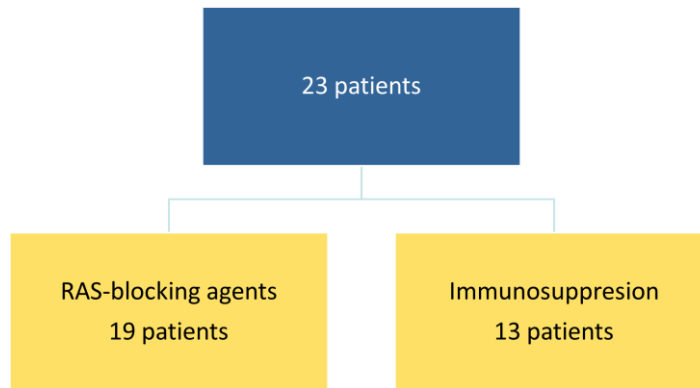 23 patients
RAS-blocking agents
19 patients
Immunosuppresion
13 patients